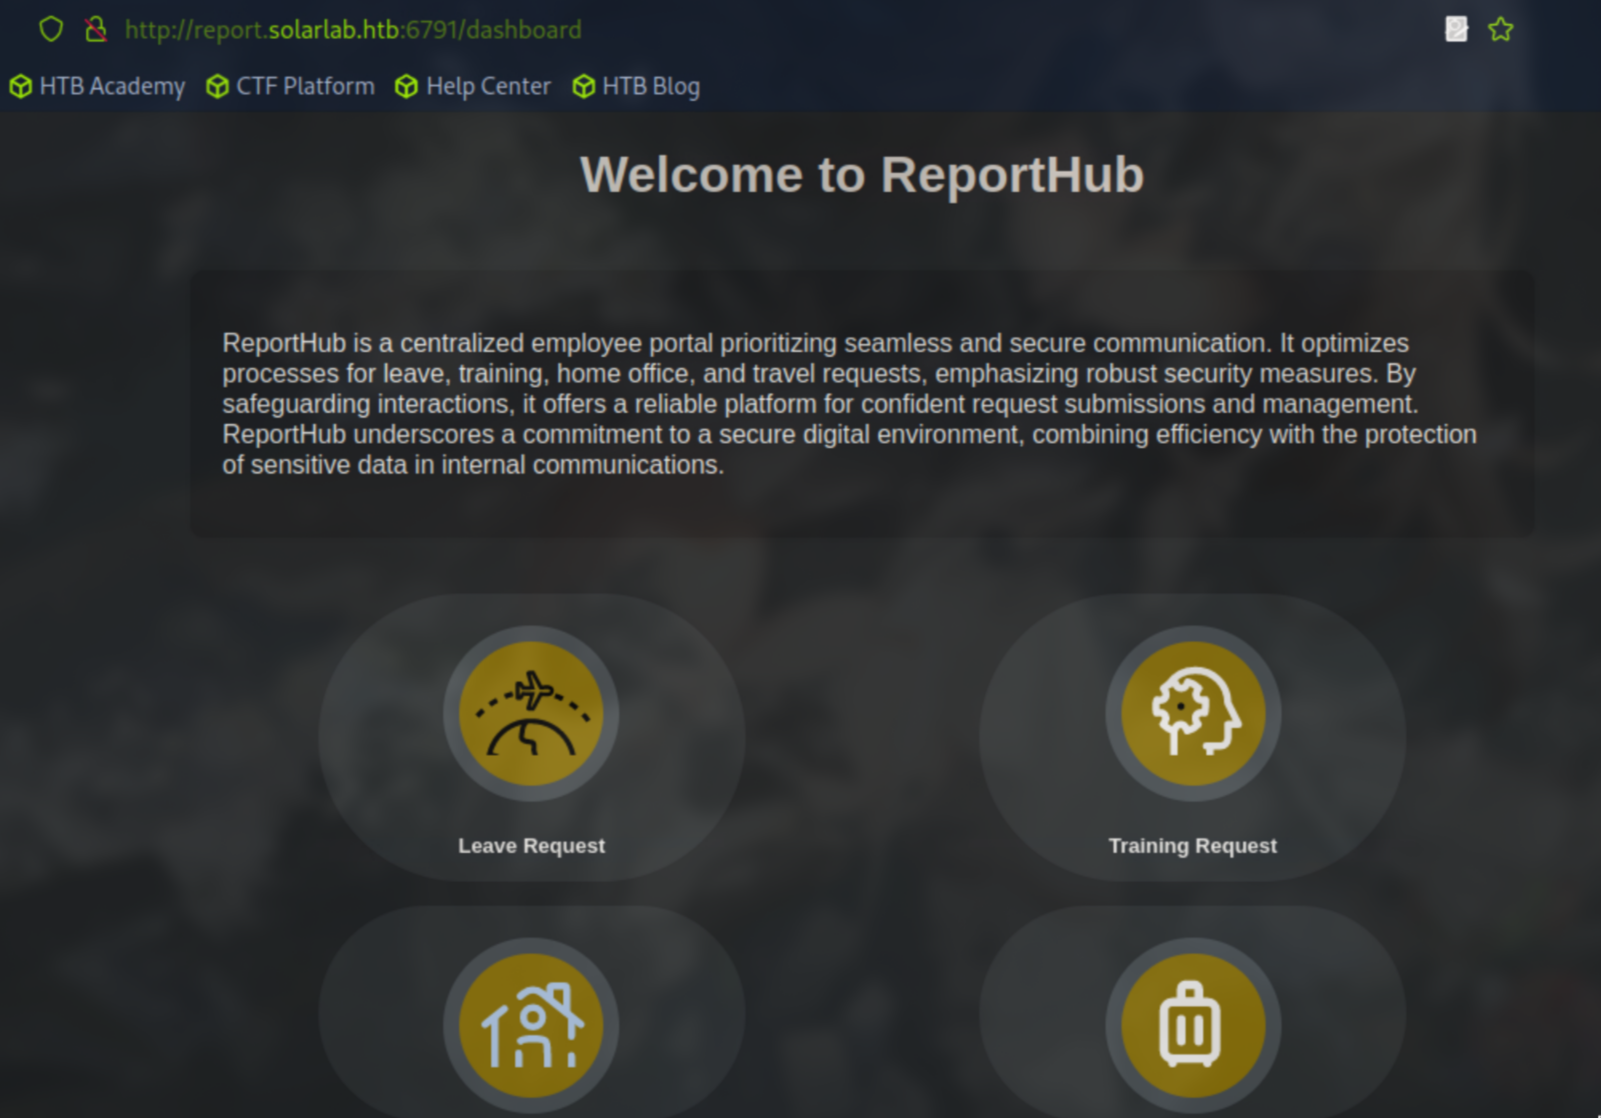 http://report.solarlab.htb:6791/dashboard
HTB Academy CTF Platform Help Center HTB Blog
Welcome to ReportHub
ReportHub is a centralized employee portal prioritizing seamless and secure communication. It optimizes
processes for leave, training, home office, and travel requests, emphasizing robust security measures. By
safeguarding interactions, it offers a reliable platform for confident request submissions and management.
ReportHub underscores a commitment to a secure digital environment, combining efficiency with the protection
of sensitive data in internal communications.
Leave Request
Training Request